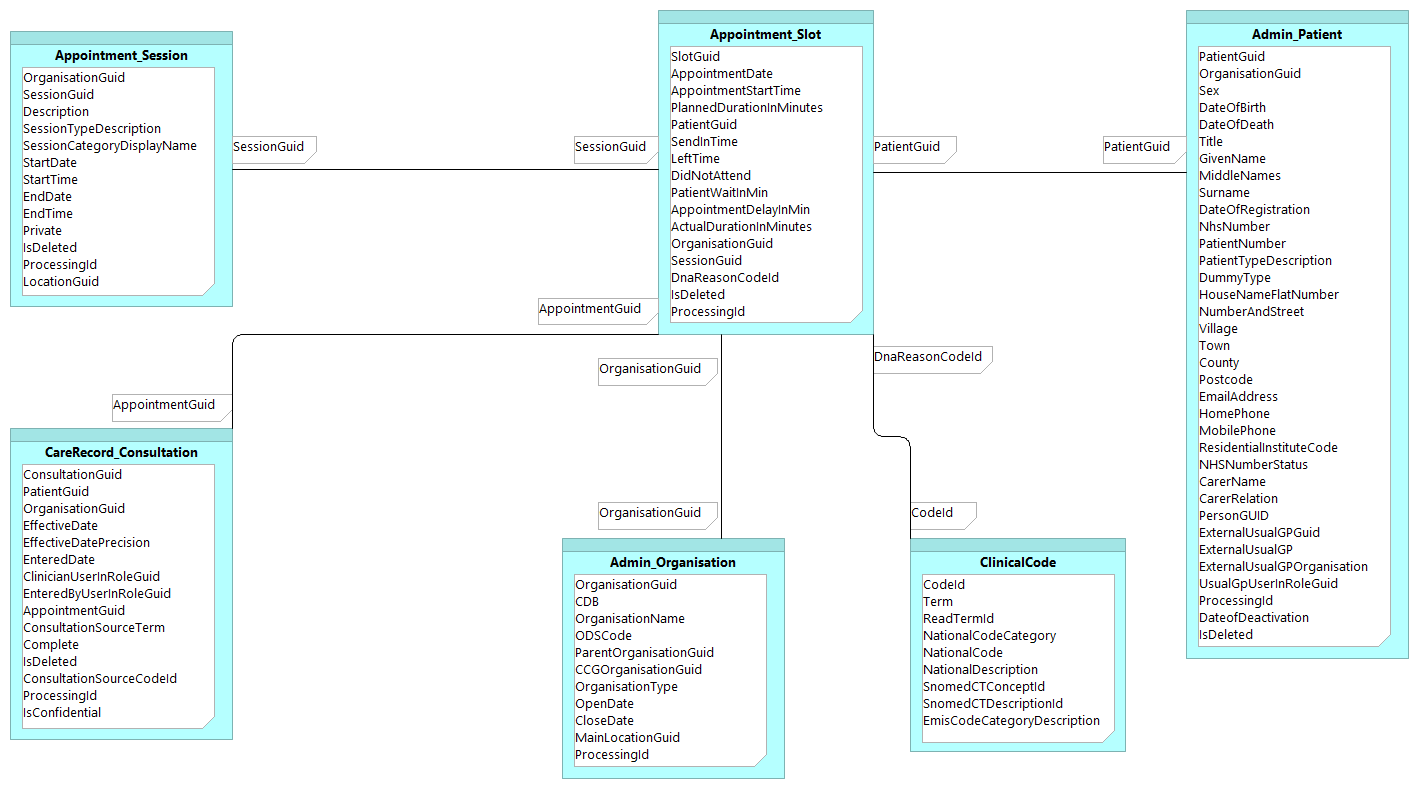 Appointment_Session
OrganisationGuid
SessionGuid
Description
SessionTypeDescription
SessionCategoryDisplayName
StartDate
StartTime
EndDate
EndTime
Private
IsDeleted
ProcessingId
LocationGuid
SessionGuid
SessionGuid
Appointment_Slot
SlotGuid
AppointmentDate
AppointmentStartTime
PlannedDurationInMinutes
PatientGuid
SendInTime
LeftTime
DidNotAttend
PatientWaitInMin
AppointmentDelayInMin
ActualDurationInMinutes
OrganisationGuid
SessionGuid
DnaReasonCodeId
IsDeleted
ProcessingId
PatientGuid
PatientGuid
Admin_Patient
PatientGuid
OrganisationGuid
Sex
DateOfBirth
DateOfDeath
Title
GivenName
MiddleNames
Surname
DateOfRegistration
NhsNumber
PatientNumber
PatientTypeDescription
DummyType
HouseNameFlatNumber
NumberAndStreet
Village
Town
County
Postcode
EmailAddress
HomePhone
MobilePhone
ResidentialInstituteCode
NHSNumberStatus
CarerName
CarerRelation
PersonGUID
ExternalUsualGPGuid
ExternalUsualGP
ExternalUsualGPOrganisation
UsualGpUserInRoleGuid
ProcessingId
DateofDeactivation
IsDeleted
AppointmentGuid
AppointmentGuid
OrganisationGuid
OrganisationGuid
DnaReasonCodeId
CodeId
CareRecord_Consultation
ConsultationGuid
PatientGuid
OrganisationGuid
EffectiveDate
EffectiveDatePrecision
EnteredDate
ClinicianUserInRoleGuid
EnteredByUserInRoleGuid
AppointmentGuid
ConsultationSourceTerm
Complete
IsDeleted
ConsultationSourceCodeId
ProcessingId
IsConfidential
Admin_Organisation
OrganisationGuid
CDB
OrganisationName
ODSCode
ParentOrganisationGuid
CCGOrganisationGuid
OrganisationType
OpenDate
CloseDate
MainLocationGuid
ProcessingId
ClinicalCode
CodeId
Term
ReadTermId
NationalCodeCategory
NationalCode
NationalDescription
SnomedCTConceptId
SnomedCTDescriptionId
EmisCodeCategoryDescription